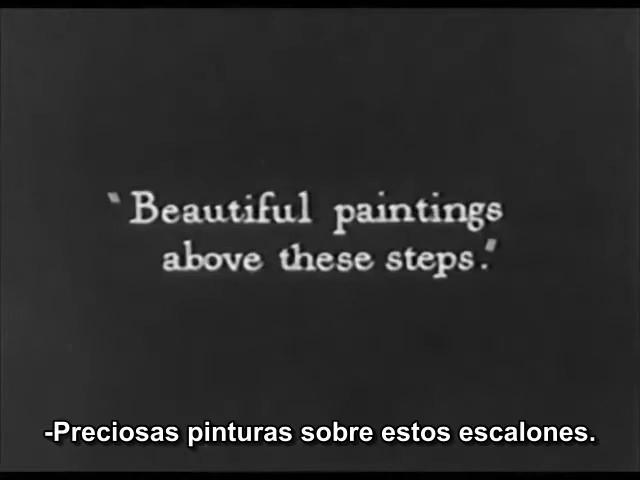 "Beautiful paintings
above these steps."
-Preciosas pinturas sobre estos escalones.